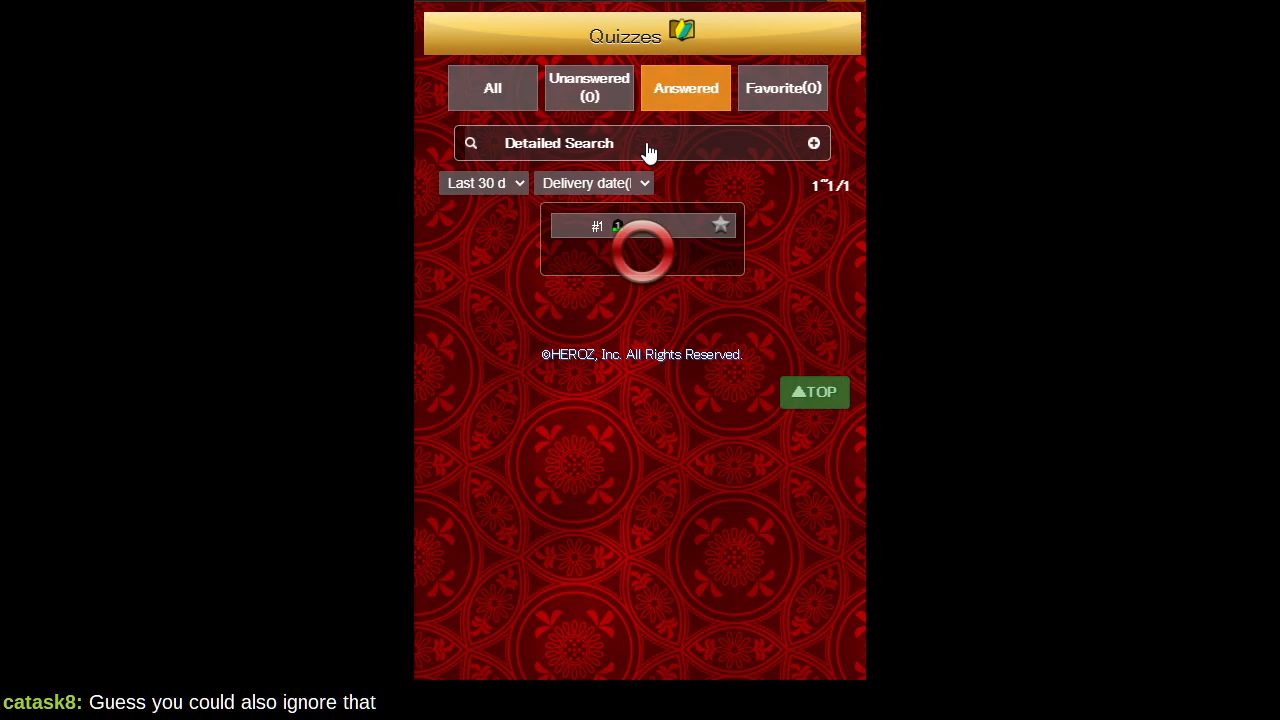 Quizzes
All
Unanswered
(0)
Answered
Favorite(0)
Detailed Search
Last 30 d
Delivery date(
1~1/1
#1
©HEROZ, Inc. All Rights Reserved.
▲TOP
catask8: Guess you could also ignore that